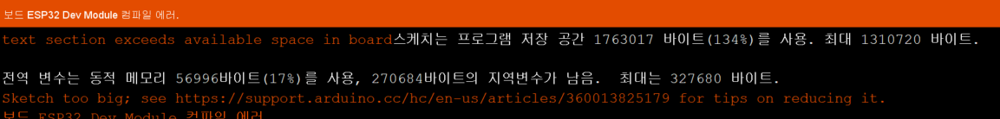 보드 ESP32 Dev Module 컴파일 에러.
text section exceeds available space in board스케치는 프로그램 저장 공간 1763017 바이트(134%)를 사용. 최대 1310720 바이트.
전역 변수는 동적 메모리 56996바이트(17%)를 사용, 270684바이트의 지역변수가 남음.  최대는 327680 바이트.
Sketch too big; see https://support.arduino.cc/hc/en-us/articles/360013825179 for tips on reducing it.
보드 ESP32 Dev Module 컴파일 에러.